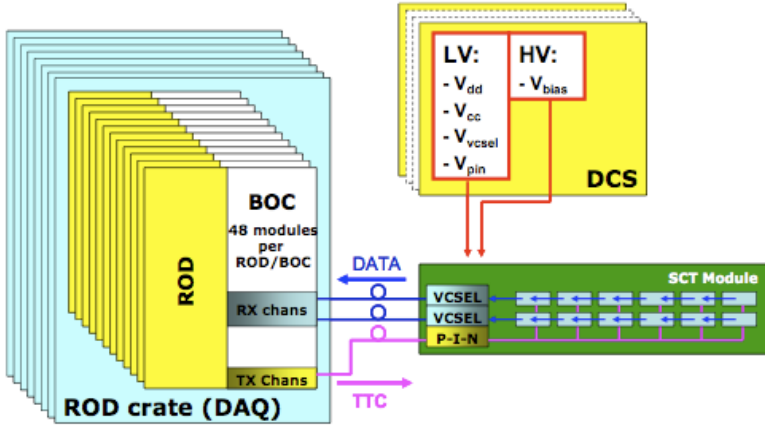 LV:
- Vdd
- Vcc
- Vvcsel
- Vpin
HV:
- Vbias
DCS
BOC
48 modules
per
ROD/BOC
ROD
RX chans
TX Chans
ROD crate (DAQ)
DATA
TTC
SCT Module
VCSEL
VCSEL
P-I-N